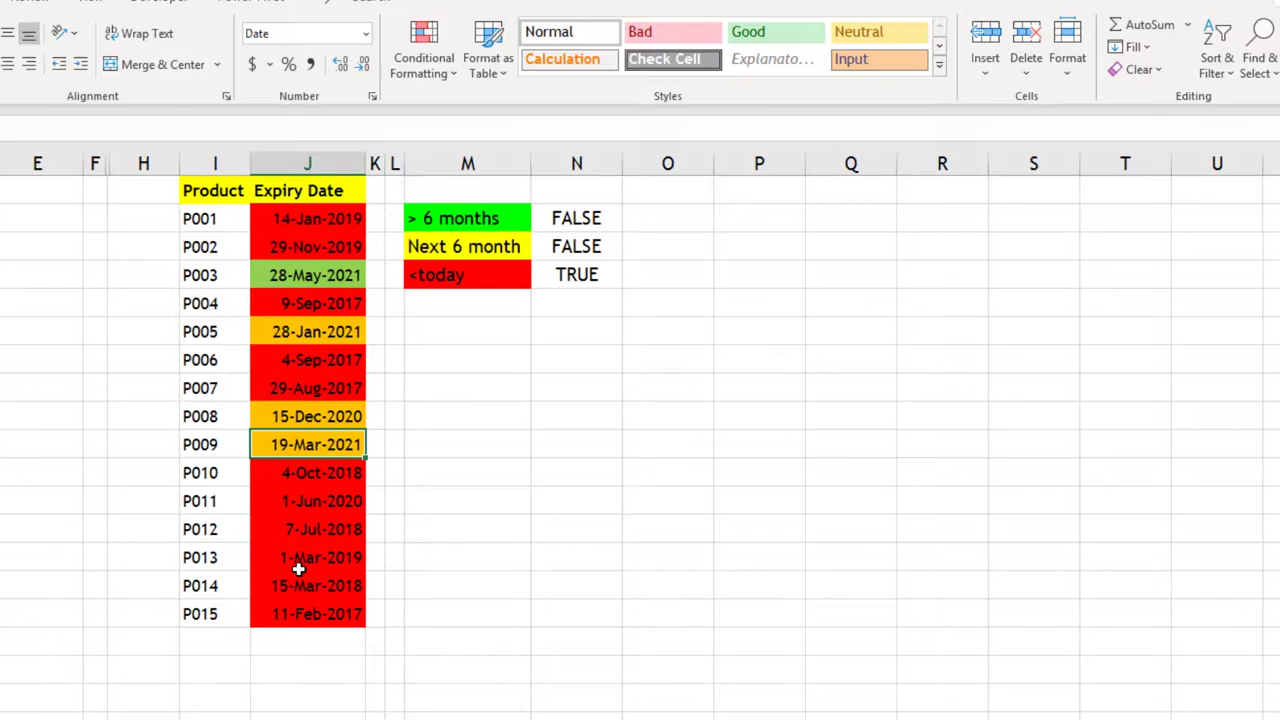 Wrap Text
Date
Merge & Center
$ % 9
Conditional Formatting
Format as Table
Normal
Bad
Good
Neutral
Calculation
Check Cell
Explanato...
Input
Insert
Delete
Format
AutoSum
Fill
Clear
Sort & Filter
Find & Select
Alignment
Number
Styles
Cells
Editing
E F H I J K L M N O P Q R S T U
Product Expiry Date
P001 14-Jan-2019 > 6 months FALSE
P002 29-Nov-2019 Next 6 month FALSE
P003 28-May-2021 <today TRUE
P004 9-Sep-2017
P005 28-Jan-2021
P006 4-Sep-2017
P007 29-Aug-2017
P008 15-Dec-2020
P009 19-Mar-2021
P010 4-Oct-2018
P011 1-Jun-2020
P012 7-Jul-2018
P013 1-Mar-2019
P014 15-Mar-2018
P015 11-Feb-2017